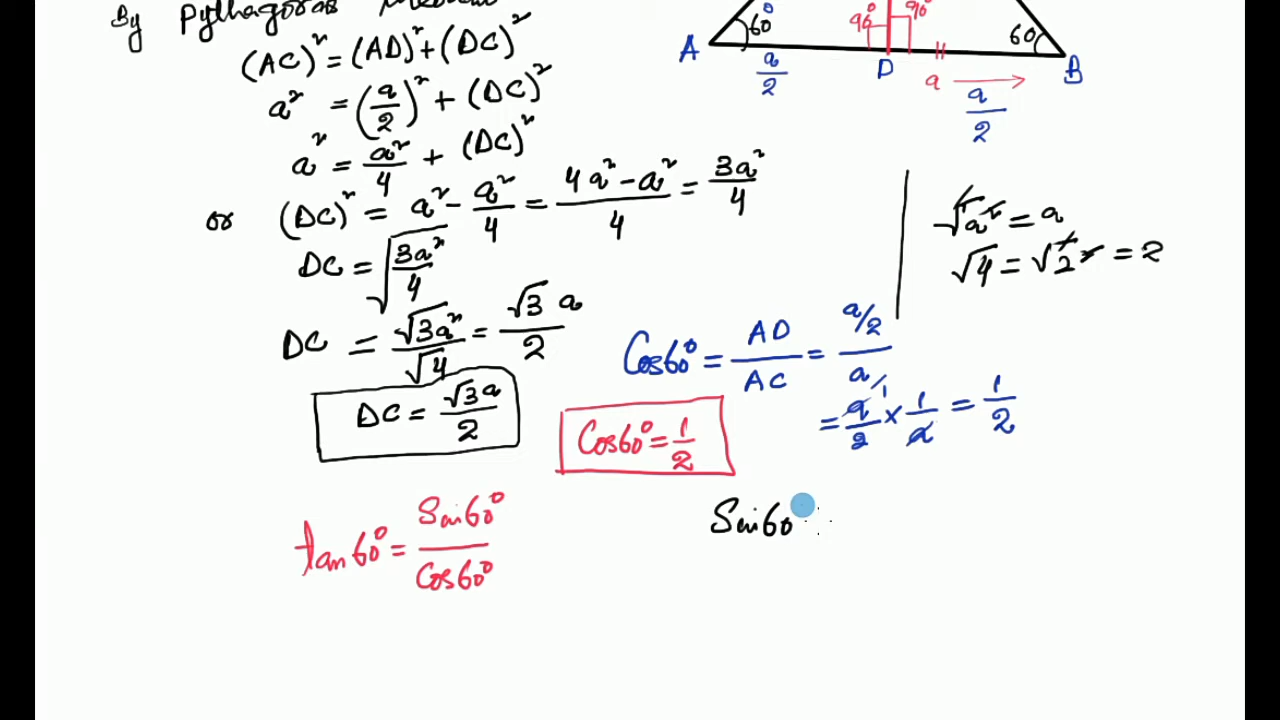 By Pythagoras
(AC)² = (AD)² + (DC)²
a² = (a/2)² + (DC)²
a² = a²/4 + (DC)²
or (DC)² = a² - a²/4 = 4a² - a²/4 = 3a²/4
DC = √3a²/4
DC = √3a²/√4 = √3 a/2
DC = √3a/2
60° 90° 90° 60
A a/2 D a → B
a/2
√a² = a
√4 = √2² = 2
Cos60° = AD/AC = a/2/a
= a/2 × 1/a = 1/2
Cos60° = 1/2
tan60° = Sin60°/Cos60°
Sin60